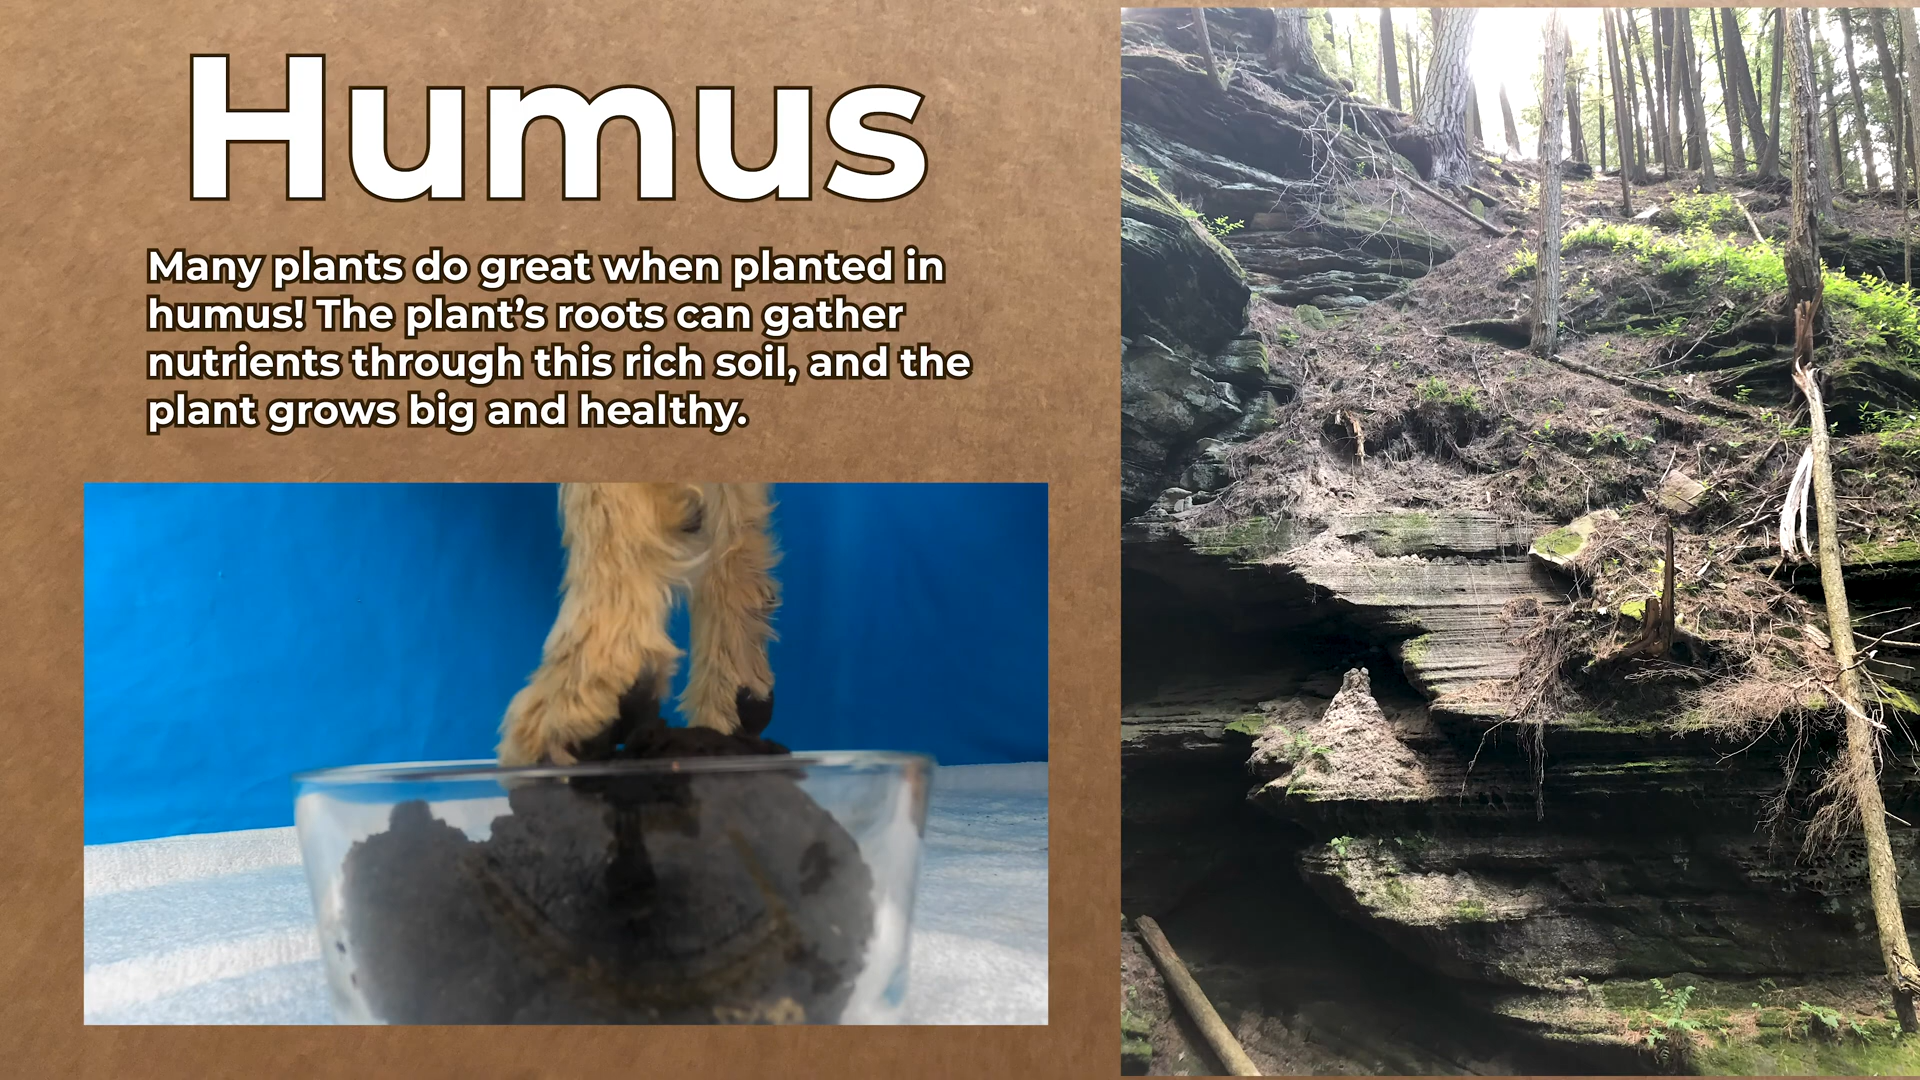 Humus
Many plants do great when planted in
humus! The plant’s roots can gather
nutrients through this rich soil, and the
plant grows big and healthy.